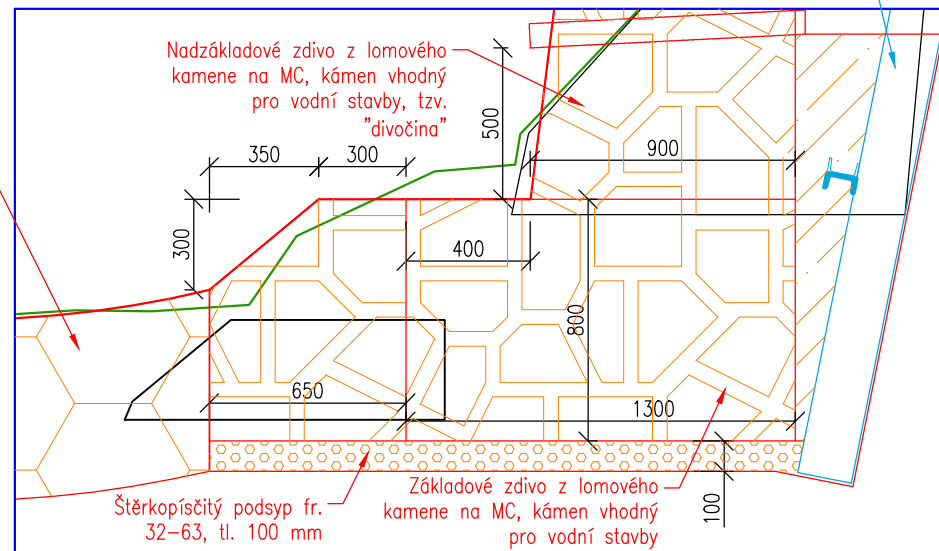 Nadzákladové zdivo z lomového
kamene na MC, kámen vhodný
pro vodní stavby, tzv.
"divočina"
500
350
300
900
300
400
800
650
1300
Štěrkopísčitý podsyp fr.
32–63, tl. 100 mm
Základové zdivo z lomového
kamene na MC, kámen vhodný
pro vodní stavby
100